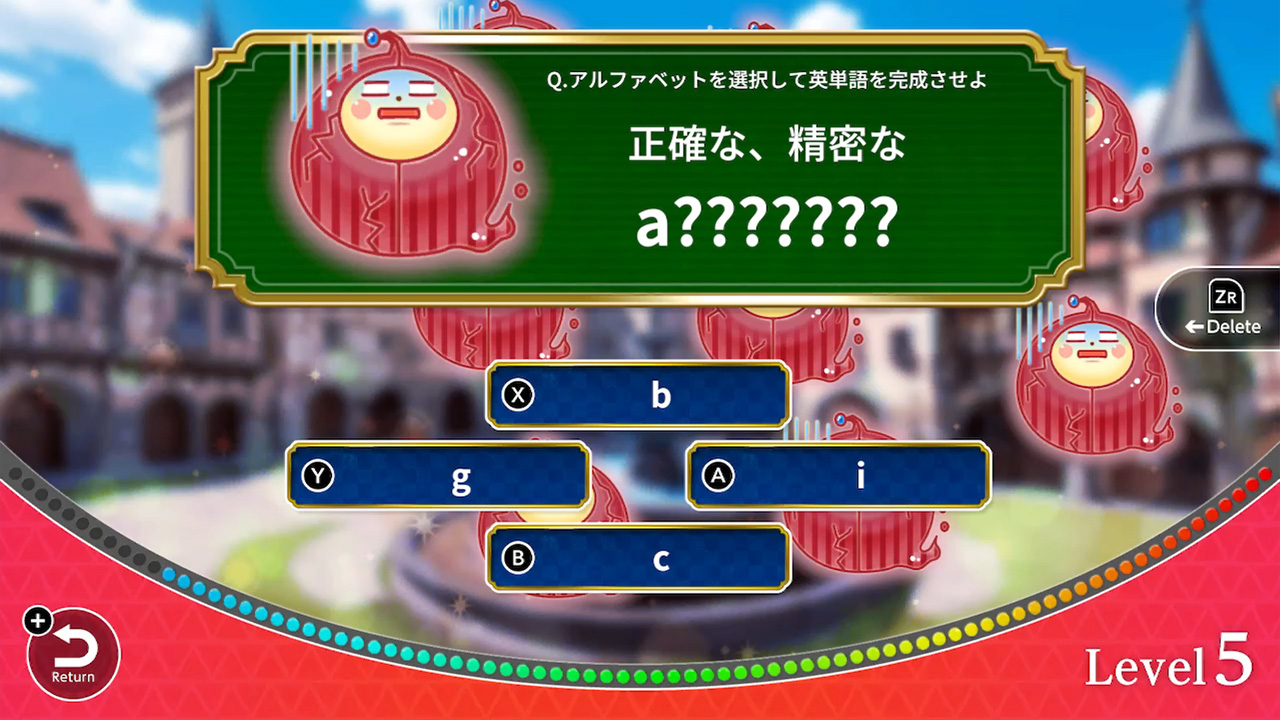 Q.アルファベットを選択して英単語を完成させよ
正確な、精密な
a???????
ZR
←Delete
X b
Y g
A i
B c
+
Return
Level 5